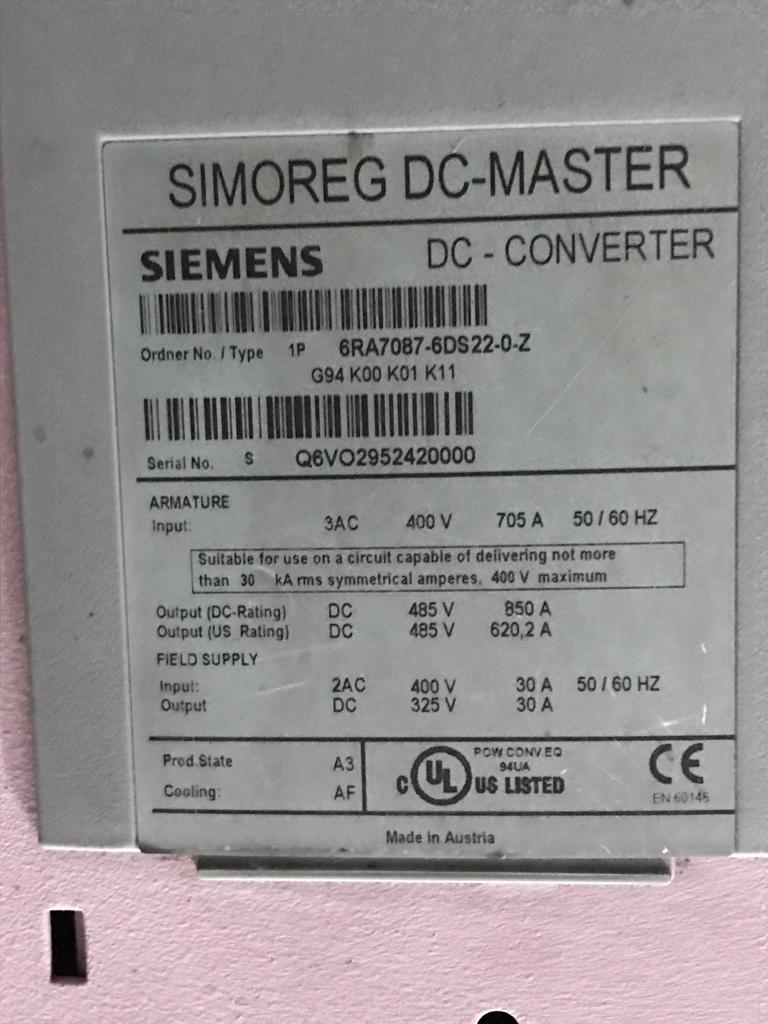 SIMOREG DC-MASTER
SIEMENS DC - CONVERTER
Ordner No. / Type 1P 6RA7087-6DS22-0-Z
G94 K00 K01 K11
Serial No. S Q6VO2952420000
ARMATURE
Input: 3AC 400 V 705 A 50 / 60 HZ
Suitable for use on a circuit capable of delivering not more
than 30 kA rms symmetrical amperes, 400 V maximum
Output (DC-Rating) DC 485 V 850 A
Output (US Rating) DC 485 V 620,2 A
FIELD SUPPLY
Input: 2AC 400 V 30 A 50 / 60 HZ
Output DC 325 V 30 A
Prod.State A3
Cooling: AF
C UL US LISTED
POW.CONV.EQ
94UA
CE
EN 60146
Made in Austria